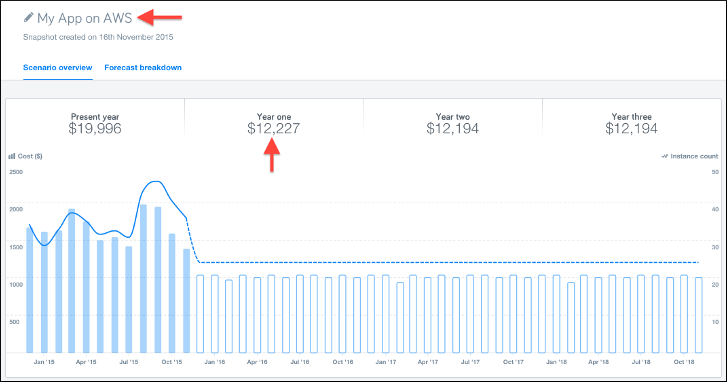 My App on AWS
Snapshot created on 16th November 2015
Scenario overview Forecast breakdown
Present year Year one Year two Year three
$19,996 $12,227 $12,194 $12,194
Cost ($) Instance count
2500 50
2000 40
1500 30
1000 20
500 10
Jan '15 Apr '15 Jul '15 Oct '15 Jan '16 Apr '16 Jul '16 Oct '16 Jan '17 Apr '17 Jul '17 Oct '17 Jan '18 Apr '18 Jul '18 Oct '18